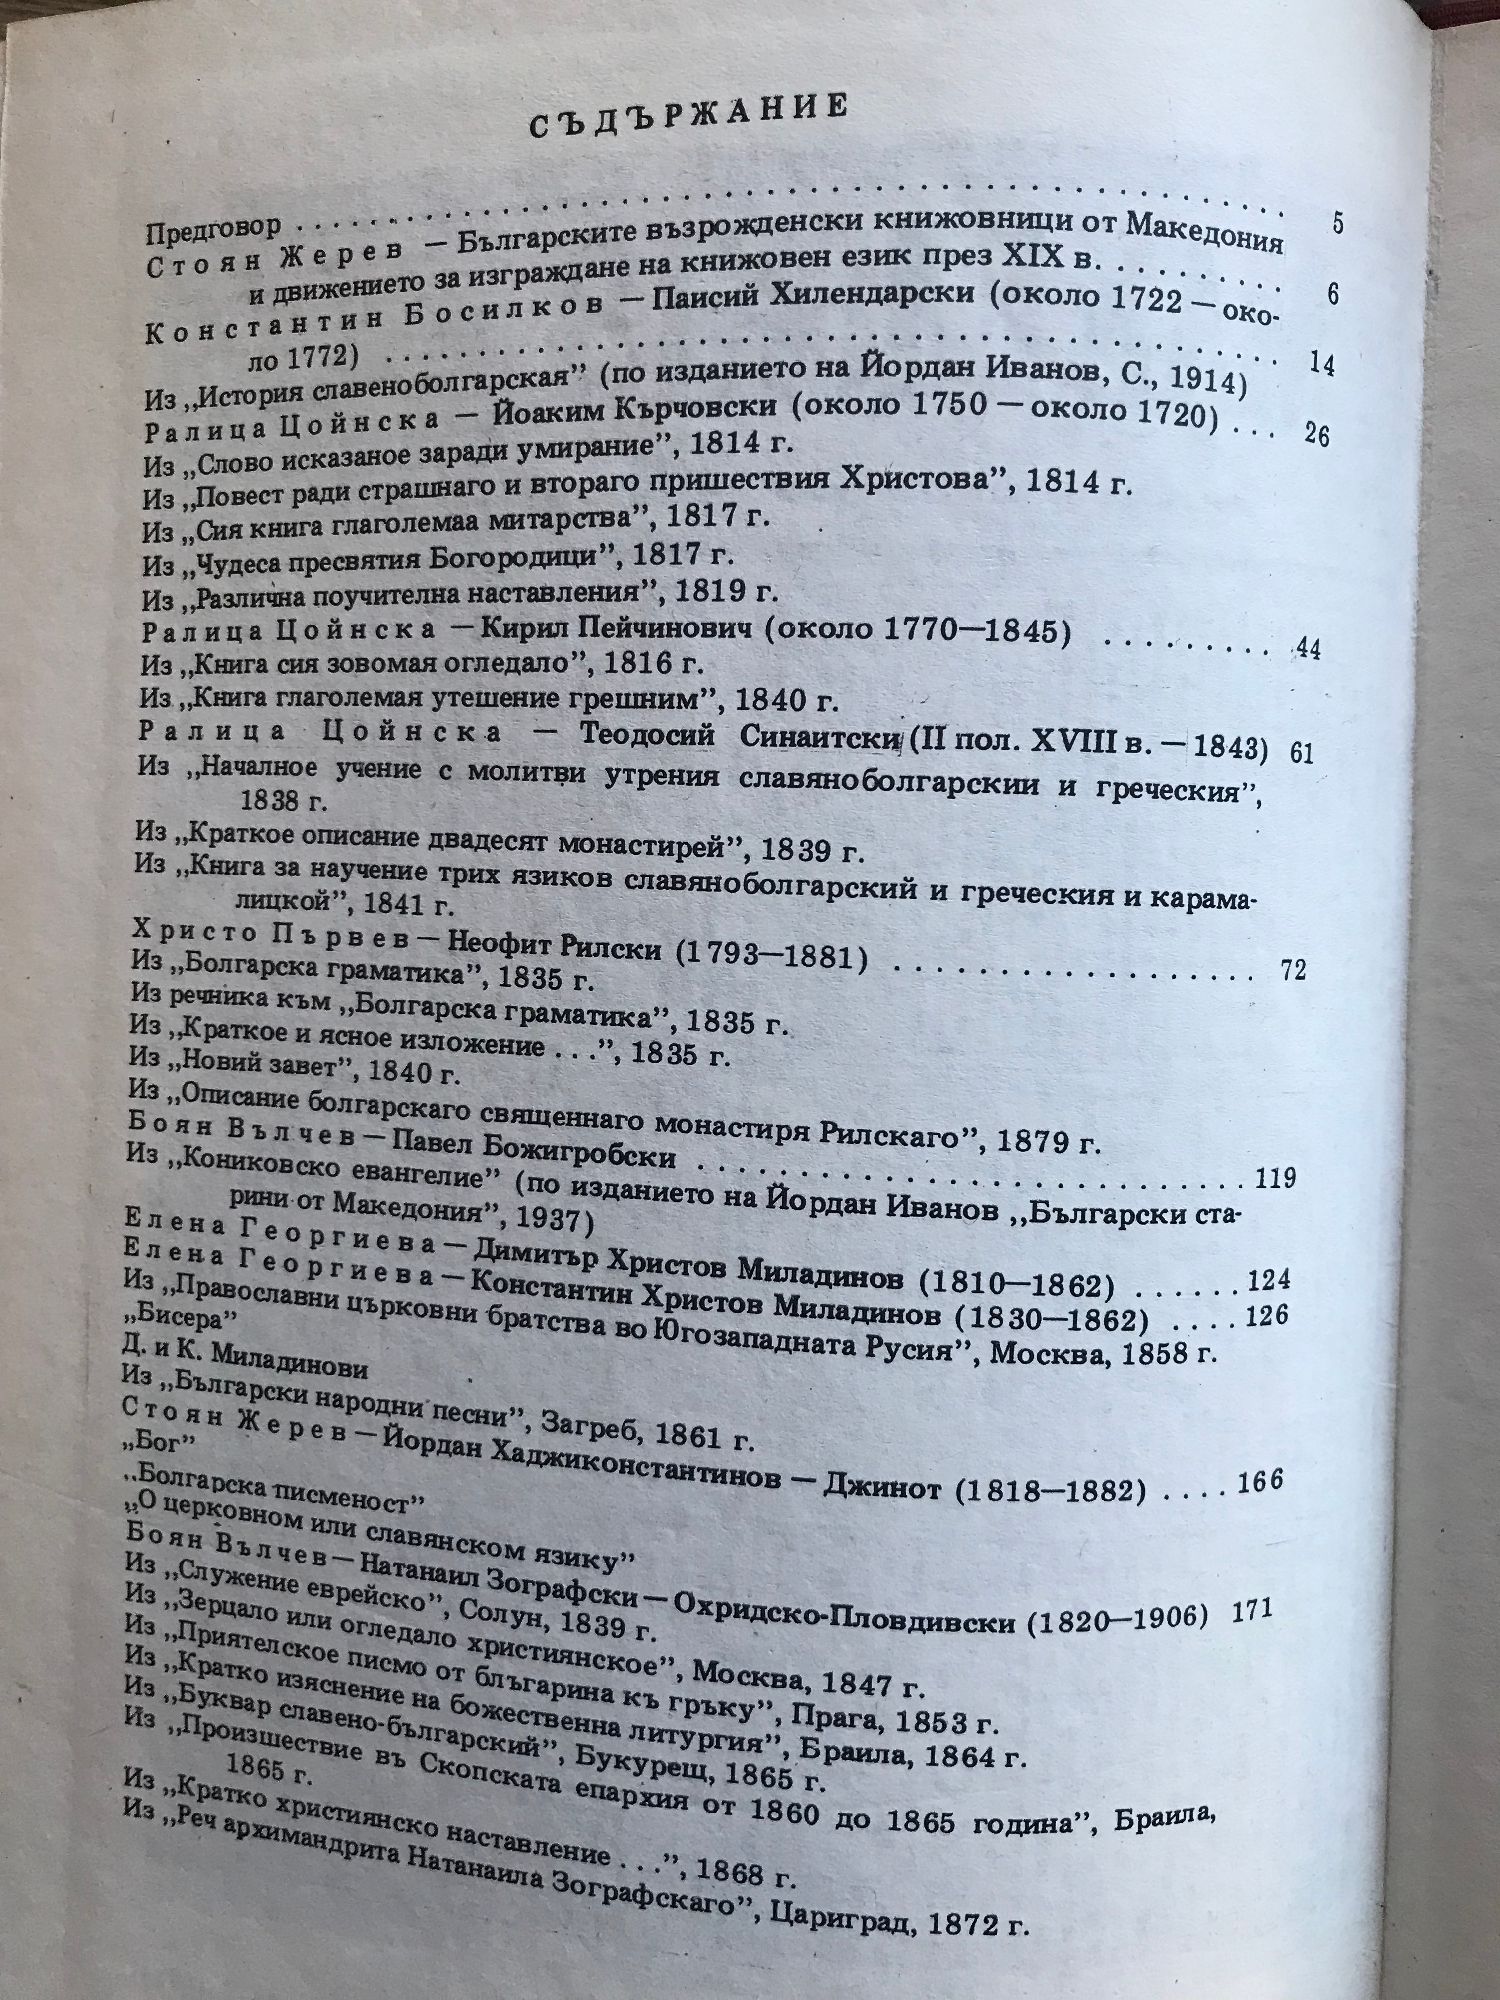 СЪДЪРЖАНИЕ
Предговор . . . . . . . . . . . . . . . . . . . . . . . . . . . . . . . . . . 5
Стоян Жерев — Българските възрожденски книжовници от Македония
и движението за изграждане на книжовен език през XIX в. . . . . . . . . . 6
Константин Босилков — Паисий Хилендарски (около 1722 — око-
ло 1772) . . . . . . . . . . . . . . . . . . . . . . . . . . . . . . . . 14
Из „История славеноболгарская” (по изданието на Йордан Иванов, С., 1914)
Ралица Цойнска — Йоаким Кърчовски (около 1750 — около 1720) . . . 26
Из „Слово исказаное заради умирание”, 1814 г.
Из „Повест ради страшнаго и втораго пришествия Христова”, 1814 г.
Из „Сия книга глаголемаа митарства”, 1817 г.
Из „Чудеса пресвятия Богородици”, 1817 г.
Из „Различна поучителна наставления”, 1819 г.
Ралица Цойнска — Кирил Пейчинович (около 1770—1845) . . . . . . . . . 44
Из „Книга сия зовомая огледало”, 1816 г.
Из „Книга глаголемая утешение грешним”, 1840 г.
Ралица Цойнска — Теодосий Синаитски (II пол. XVIII в. — 1843) 61
Из „Началное учение с молитви утрения славяноболгарскии и греческия”,
1838 г.
Из „Краткое описание двадесят монастирей”, 1839 г.
Из „Книга за научение трих язиков славяноболгарский и греческия и карама-
лицкой”, 1841 г.
Христо Първев — Неофит Рилски (1793—1881) . . . . . . . . . . . . . . . . . 72
Из „Болгарска граматика”, 1835 г.
Из речника към „Болгарска граматика”, 1835 г.
Из „Краткое и ясное изложение . . .”, 1835 г.
Из „Новий завет”, 1840 г.
Из „Описание болгарскаго священнаго монастиря Рилскаго”, 1879 г.
Боян Вълчев — Павел Божигробски . . . . . . . . . . . . . . . . . . . . . . . . 119
Из „Кониковско евангелие” (по изданието на Йордан Иванов „Български ста-
рини от Македония”, 1937)
Елена Георгиева — Димитър Христов Миладинов (1810—1862) . . . . . . 124
Елена Георгиева — Константин Христов Миладинов (1830—1862) . . . . 126
Из „Православни църковни братства во Югозападната Русия”, Москва, 1858 г.
„Бисера”
Д. и К. Миладинови
Из „Български народни песни”, Загреб, 1861 г.
Стоян Жерев — Йордан Хаджиконстантинов — Джинот (1818—1882) . . . . 166
„Бог”
„Болгарска писменост”
„О церковном или славянском язику”
Боян Вълчев — Натанаил Зографски — Охридско-Пловдивски (1820—1906) 171
Из „Служение еврейско”, Солун, 1839 г.
Из „Зерцало или огледало християнское”, Москва, 1847 г.
Из „Приятелское писмо от блъгарина къ гръку”, Прага, 1853 г.
Из „Кратко изяснение на божественна литургия”, Браила, 1864 г.
Из „Буквар славено-българский”, Букурещ, 1865 г.
Из „Произшествие въ Скопската епархия от 1860 до 1865 година”, Браила,
1865 г.
Из „Кратко християнско наставление . . .”, 1868 г.
Из „Реч архимандрита Натанаила Зографскаго”, Цариград, 1872 г.